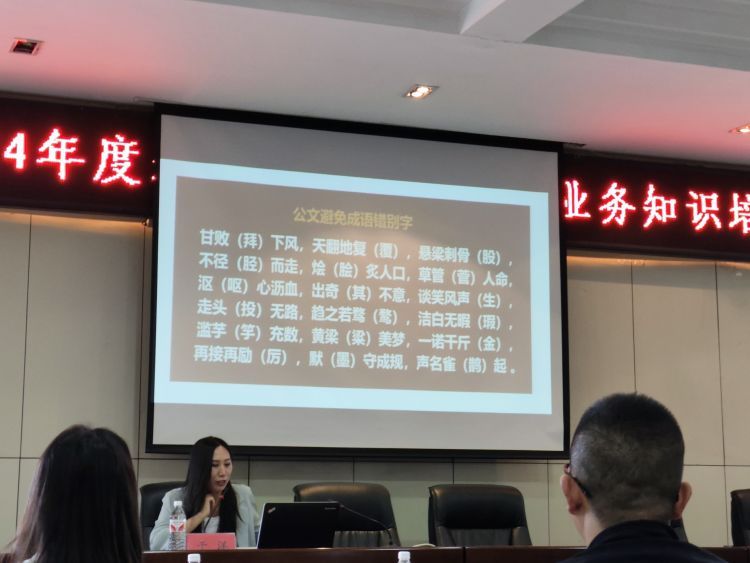 4年度
业务知识培
公文避免成语错别字
甘败（拜）下风，天翻地复（覆），悬梁刺骨（股），
不径（胫）而走，烩（脍）炙人口，草管（菅）人命，
沤（呕）心沥血，出奇（其）不意，谈笑风声（生），
走头（投）无路，趋之若骛（鹜），洁白无暇（瑕），
滥芋（竽）充数，黄梁（粱）美梦，一诺千斤（金），
再接再励（厉），默（墨）守成规，声名雀（鹊）起。